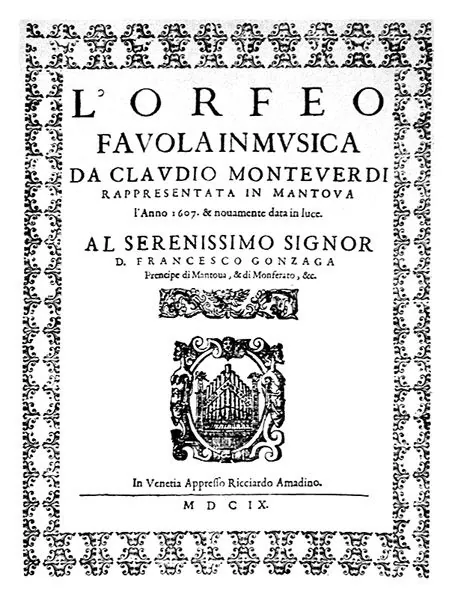 L'ORFEO
FAVOLA IN MVSICA
DA CLAVDIO MONTEVERDI
RAPPRESENTATA IN MANTOVA
l'Anno 1607. & nouamente data in luce.
AL SERENISSIMO SIGNOR
D. FRANCESCO GONZAGA
Prencipe di Mantoua, & di Monferato, &c.
In Venetia Appresso Ricciardo Amadino.
M D C IX.